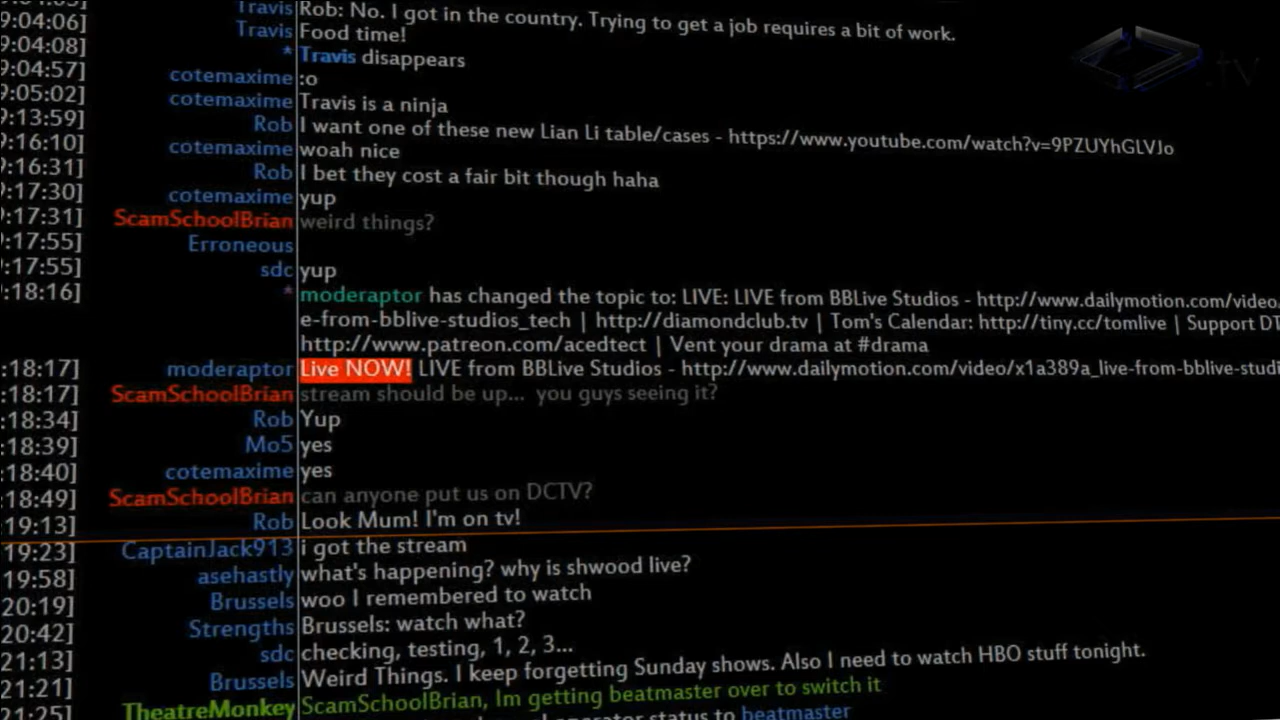 Travis Rob: No. I got in the country. Trying to get a job requires a bit of work.
9:04:06] Travis Food time!
9:04:08] * Travis disappears
9:04:57] cotemaxime :o
9:05:02] cotemaxime Travis is a ninja
9:13:59] Rob I want one of these new Lian Li table/cases - https://www.youtube.com/watch?v=9PZUYhGLVJo
9:16:10] cotemaxime woah nice
9:16:31] Rob I bet they cost a fair bit though haha
9:17:30] cotemaxime yup
9:17:31] ScamSchoolBrian weird things?
9:17:55] Erroneous
:17:55] sdc yup
:18:16] * moderaptor has changed the topic to: LIVE: LIVE from BBLive Studios - http://www.dailymotion.com/video
e-from-bblive-studios_tech | http://diamondclub.tv | Tom's Calendar: http://tiny.cc/tomlive | Support DT
http://www.patreon.com/acedtect | Vent your drama at #drama
:18:17] moderaptor Live NOW! LIVE from BBLive Studios - http://www.dailymotion.com/video/x1a389a_live-from-bblive-studi
:18:17] ScamSchoolBrian stream should be up... you guys seeing it?
:18:34] Rob Yup
:18:39] Mo5 yes
:18:40] cotemaxime yes
:18:49] ScamSchoolBrian can anyone put us on DCTV?
19:13] Rob Look Mum! I'm on tv!
19:23] CaptainJack913 i got the stream
19:58] asehastly what's happening? why is shwood live?
20:19] Brussels woo I remembered to watch
20:42] Strengths Brussels: watch what?
21:13] sdc checking, testing, 1, 2, 3...
21:21] Brussels Weird Things. I keep forgetting Sunday shows. Also I need to watch HBO stuff tonight.
21:25] TheatreMonkey ScamSchoolBrian, Im getting beatmaster over to switch it
operator status to beatmaster
.tv